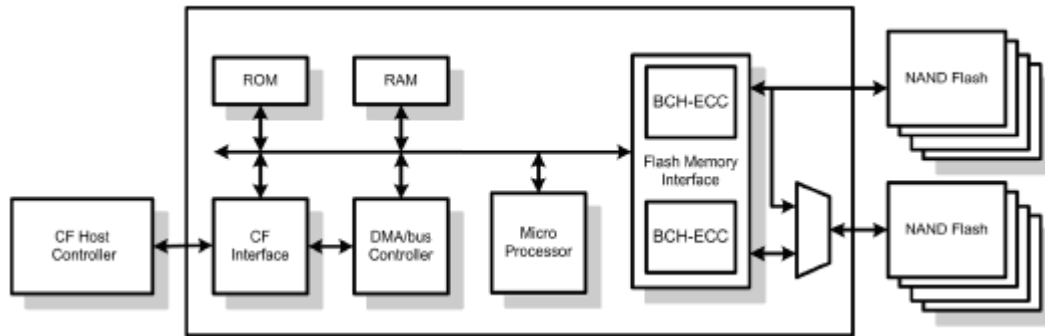 ROM
RAM
BCH-ECC
NAND Flash
Flash Memory
Interface
CF Host
Controller
CF
Interface
DMA/bus
Controller
Micro
Processor
BCH-ECC
NAND Flash